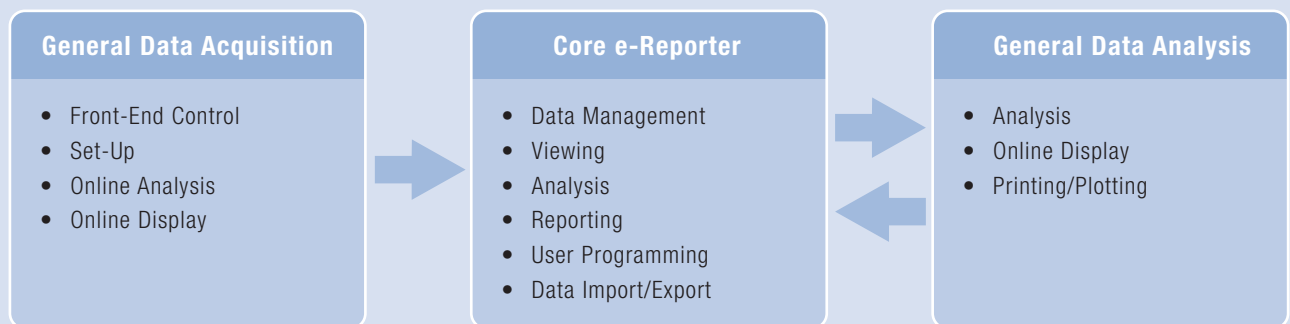 General Data Acquisition
• Front-End Control
• Set-Up
• Online Analysis
• Online Display
Core e-Reporter
• Data Management
• Viewing
• Analysis
• Reporting
• User Programming
• Data Import/Export
General Data Analysis
• Analysis
• Online Display
• Printing/Plotting